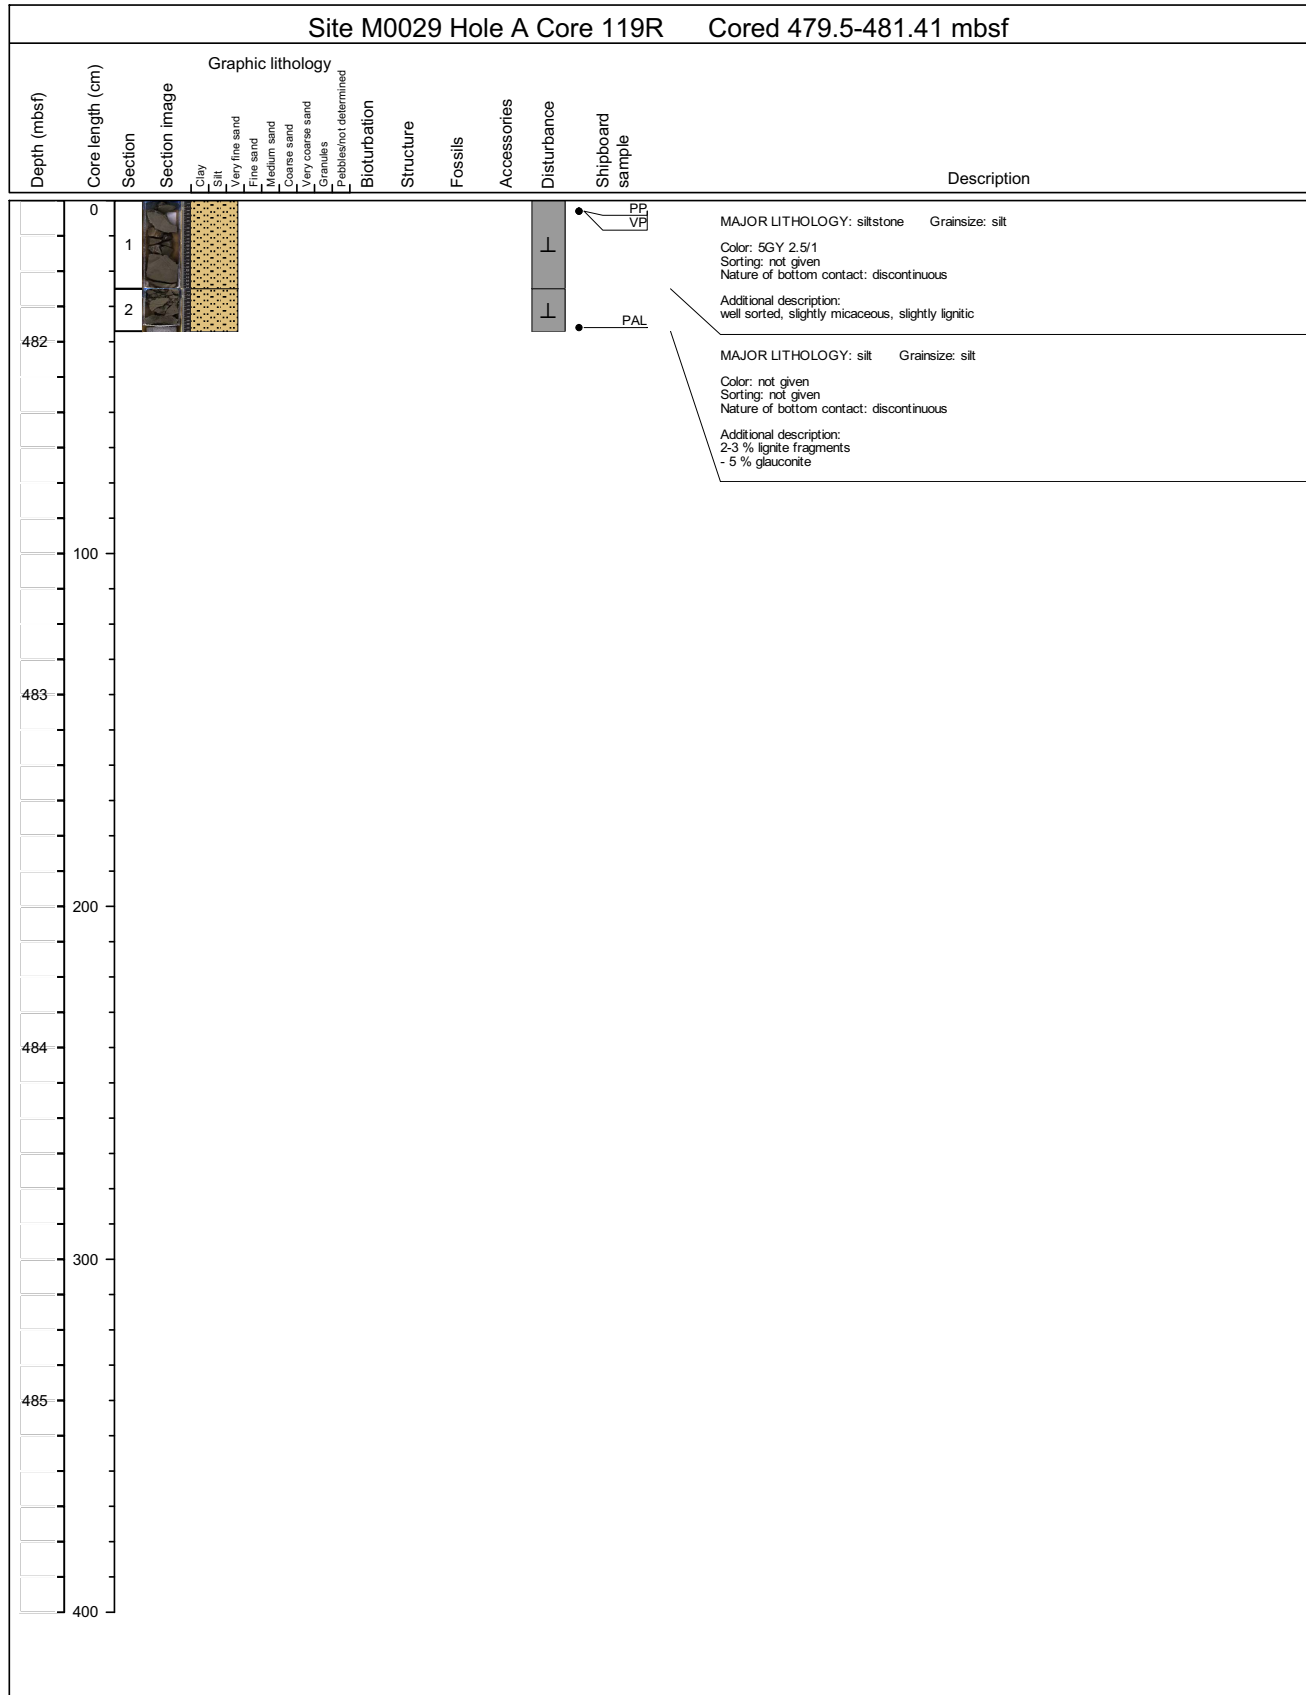 Site M0029 Hole A Core 119R Cored 479.5-481.41 mbsf
Depth (mbsf)
Core length (cm)
Section
Section image
Graphic lithology
Clay
Silt
Very fine sand
Fine sand
Medium sand
Coarse sand
Very coarse sand
Granules
Pebbles/not determined
Bioturbation
Structure
Fossils
Accessories
Disturbance
Shipboard
sample
Description
0
1
2
482
100
483
200
484
300
485
400
⊥
⊥
PP
VP
PAL
MAJOR LITHOLOGY: siltstone Grainsize: silt
Color: 5GY 2.5/1
Sorting: not given
Nature of bottom contact: discontinuous
Additional description:
well sorted, slightly micaceous, slightly lignitic
MAJOR LITHOLOGY: silt Grainsize: silt
Color: not given
Sorting: not given
Nature of bottom contact: discontinuous
Additional description:
2-3 % lignite fragments
- 5 % glauconite